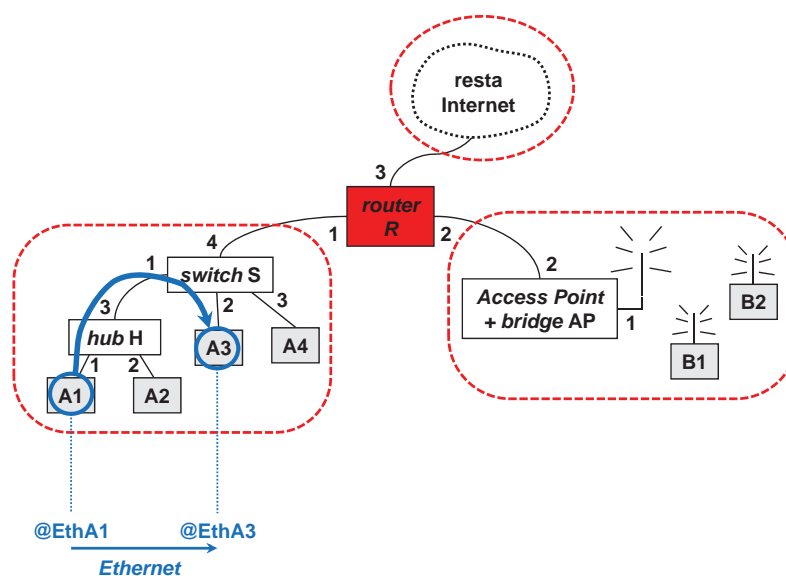 resta
Internet
3
router
R
1
2
4
1
switch S
2
3
3
hub H
1
2
A3
A4
A1
A2
2
Access Point
+ bridge AP
1
B2
B1
@EthA1
@EthA3
Ethernet